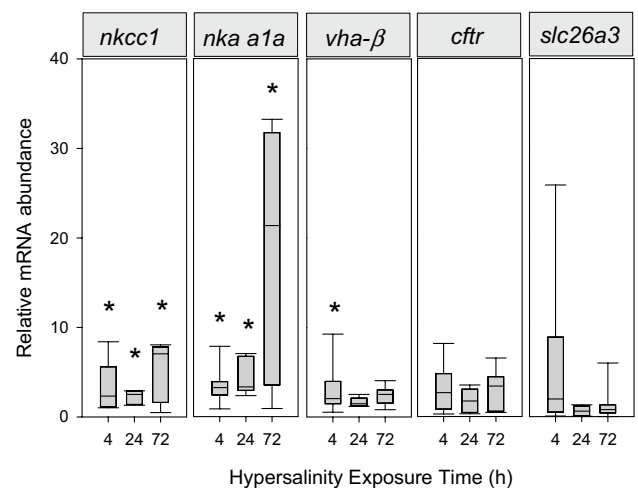 nkcc1 nka a1a vha-β cftr slc26a3
40
30
20
10
0
Relative mRNA abundance
* * *
* * *
*
4 24 72 4 24 72 4 24 72 4 24 72 4 24 72
Hypersalinity Exposure Time (h)